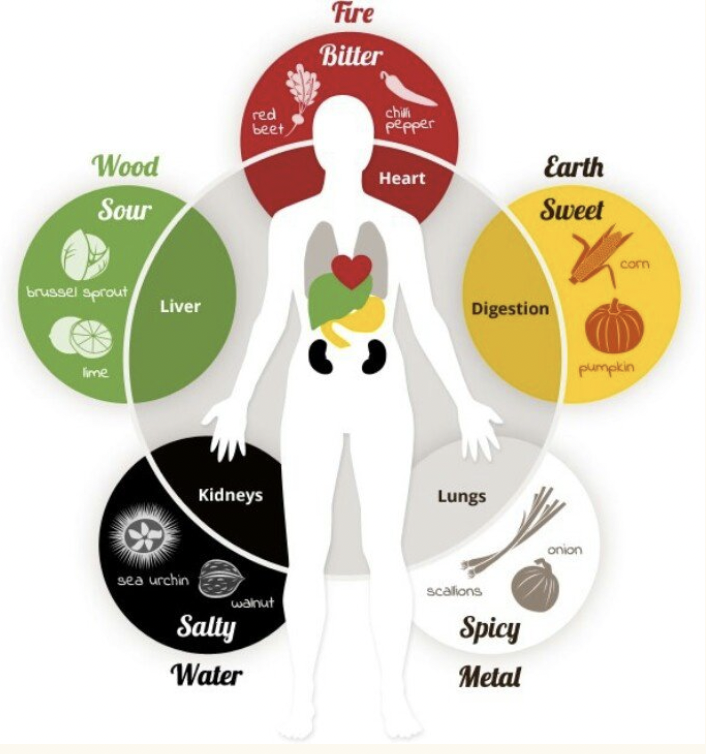 Fire
Bitter
red
beet
chilli
pepper
Heart
Wood
Sour
brussel sprout
lime
Liver
Earth
Sweet
corn
pumpkin
Digestion
Kidneys
sea urchin
walnut
Salty
Water
Lungs
onion
scallions
Spicy
Metal